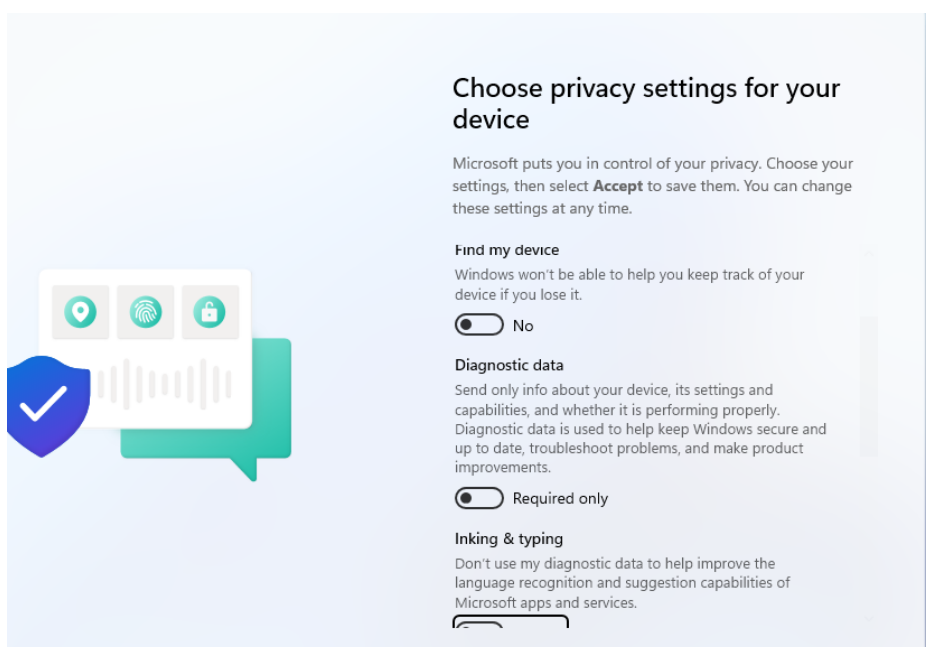 Choose privacy settings for your
device
Microsoft puts you in control of your privacy. Choose your
settings, then select Accept to save them. You can change
these settings at any time.
Find my device
Windows won't be able to help you keep track of your
device if you lose it.
No
Diagnostic data
Send only info about your device, its settings and
capabilities, and whether it is performing properly.
Diagnostic data is used to help keep Windows secure and
up to date, troubleshoot problems, and make product
improvements.
Required only
Inking & typing
Don't use my diagnostic data to help improve the
language recognition and suggestion capabilities of
Microsoft apps and services.